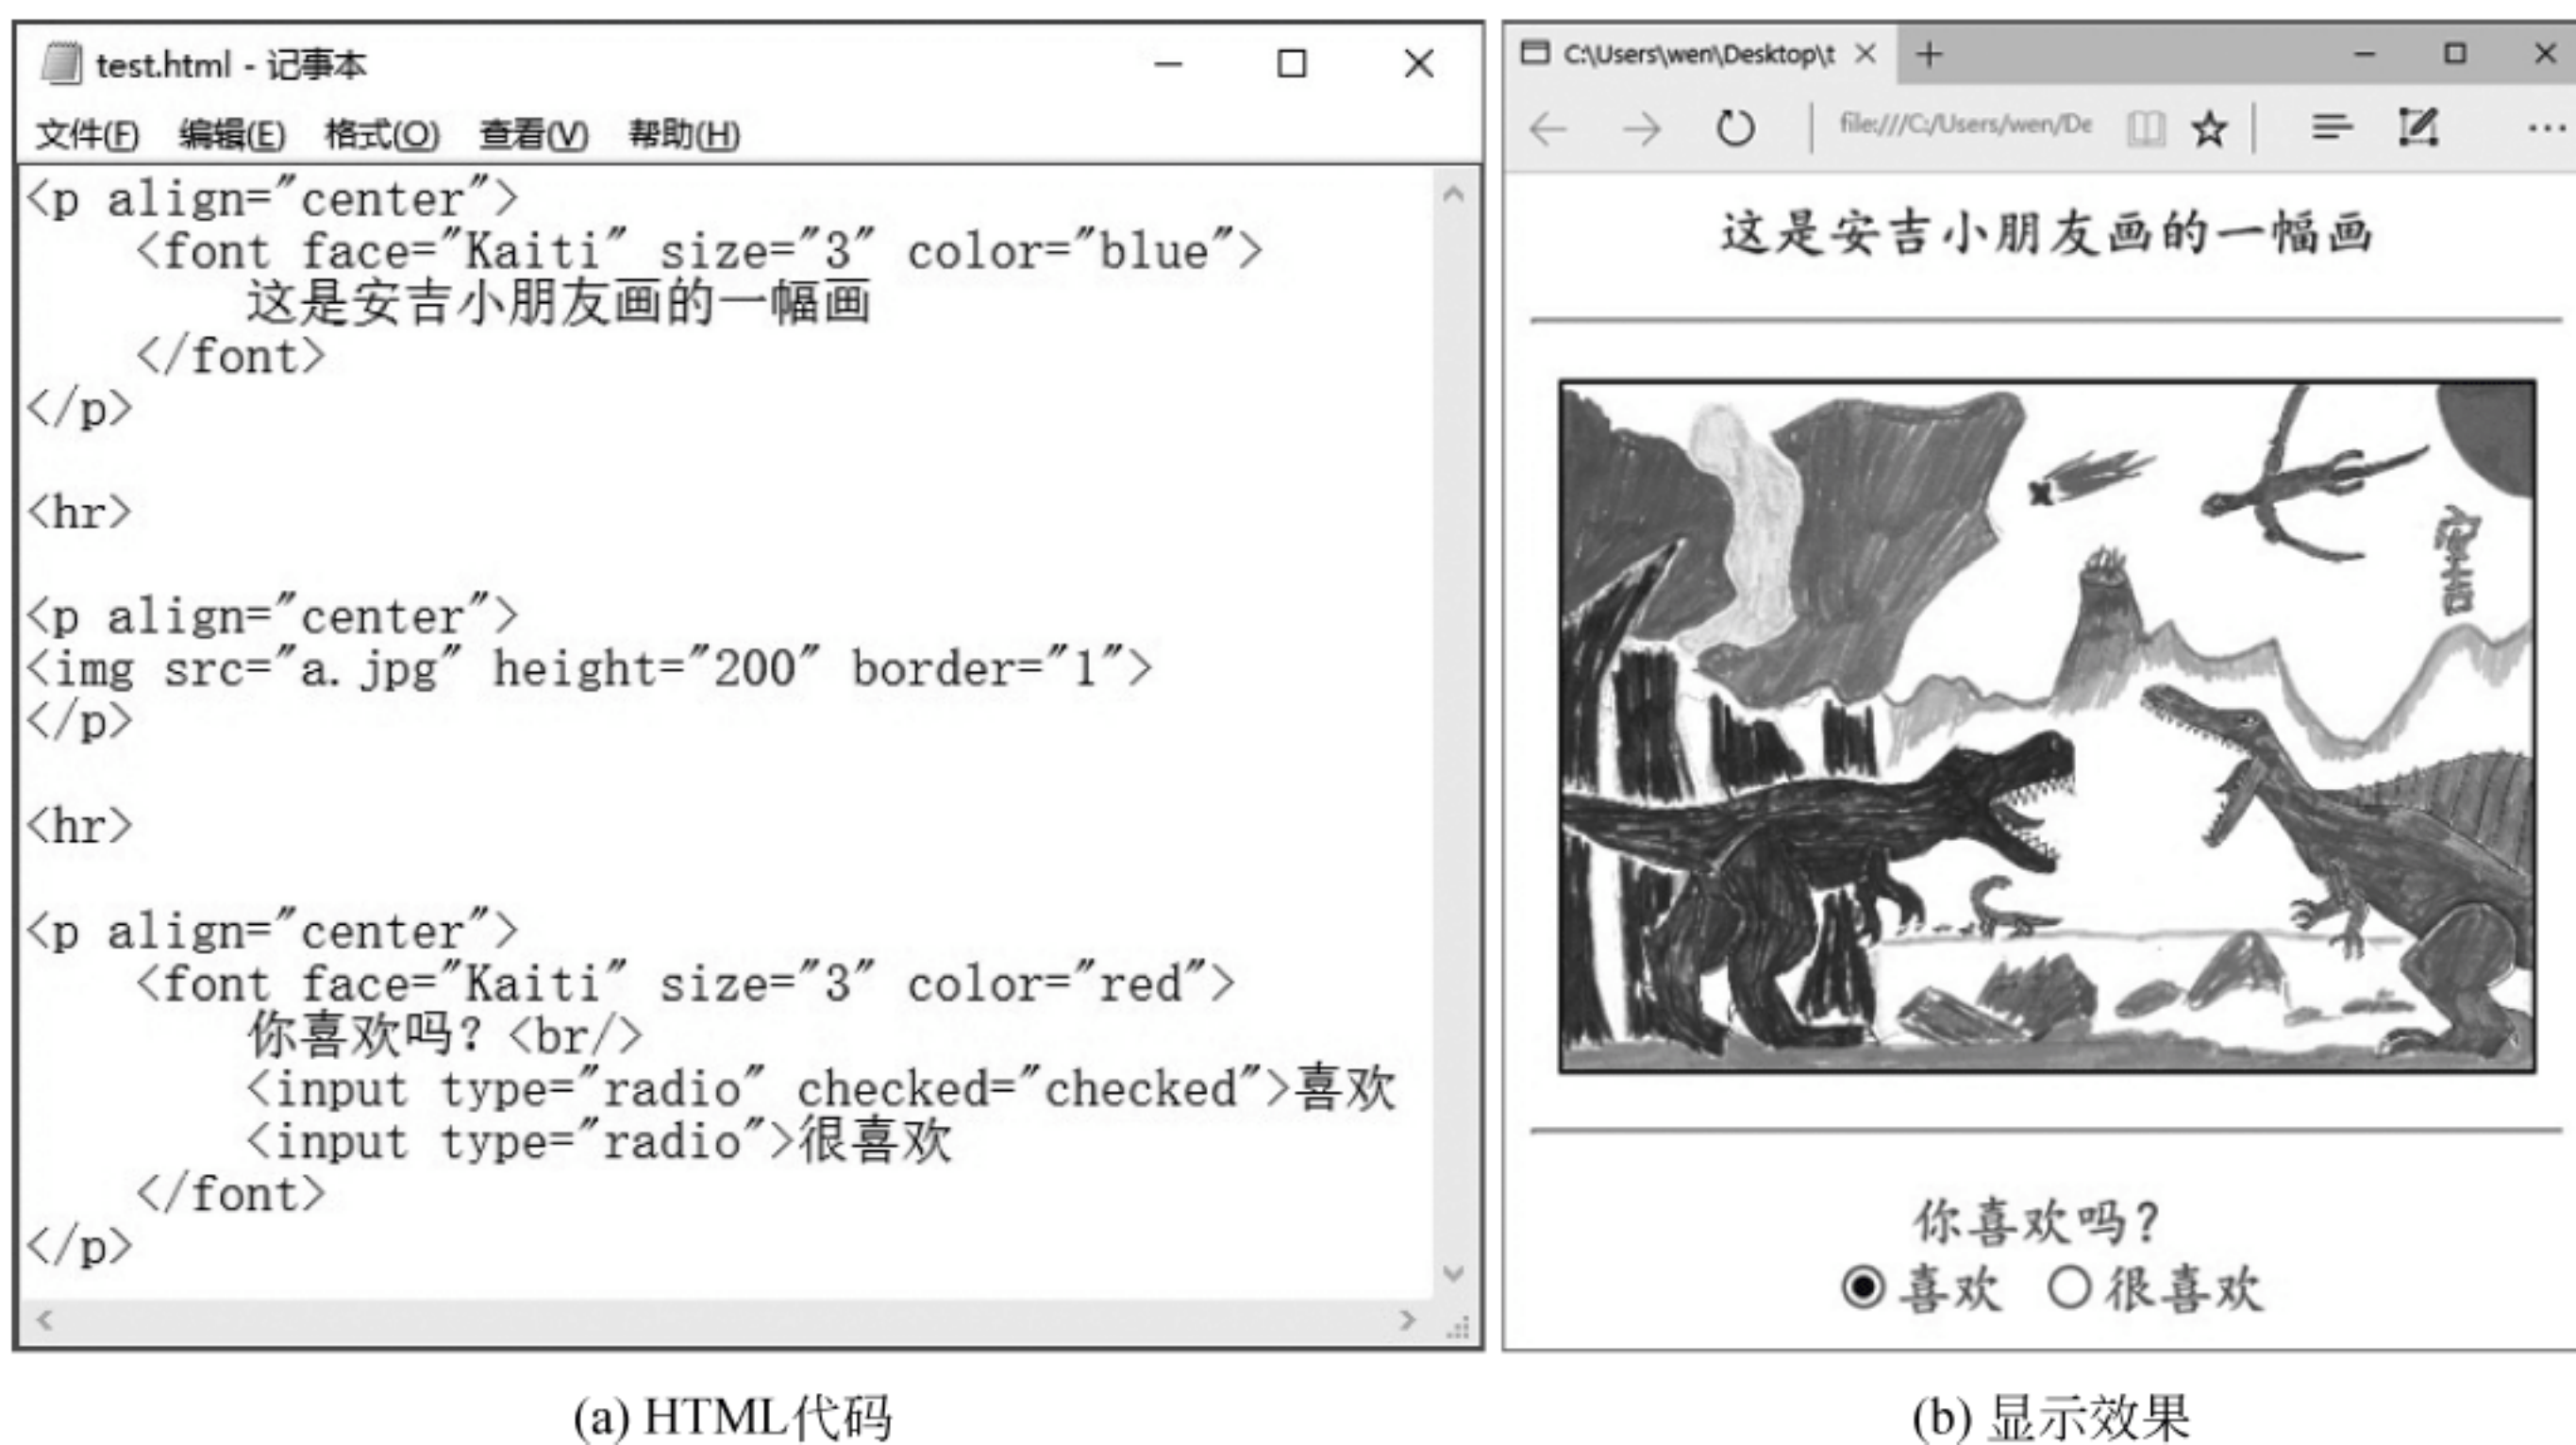 test.html - 记事本
文件(F) 编辑(E) 格式(O) 查看(V) 帮助(H)
<p align="center">
<font face="Kaiti" size="3" color="blue">
这是安吉小朋友画的一幅画
</font>
</p>
<hr>
<p align="center">
<img src="a.jpg" height="200" border="1">
</p>
<hr>
<p align="center">
<font face="Kaiti" size="3" color="red">
你喜欢吗？<br/>
<input type="radio" checked="checked">喜欢
<input type="radio">很喜欢
</font>
</p>
(a) HTML代码
C:\Users\wen\Desktop\t
file:///C:/Users/wen/De
这是安吉小朋友画的一幅画
你喜欢吗？
喜欢 很喜欢
(b) 显示效果